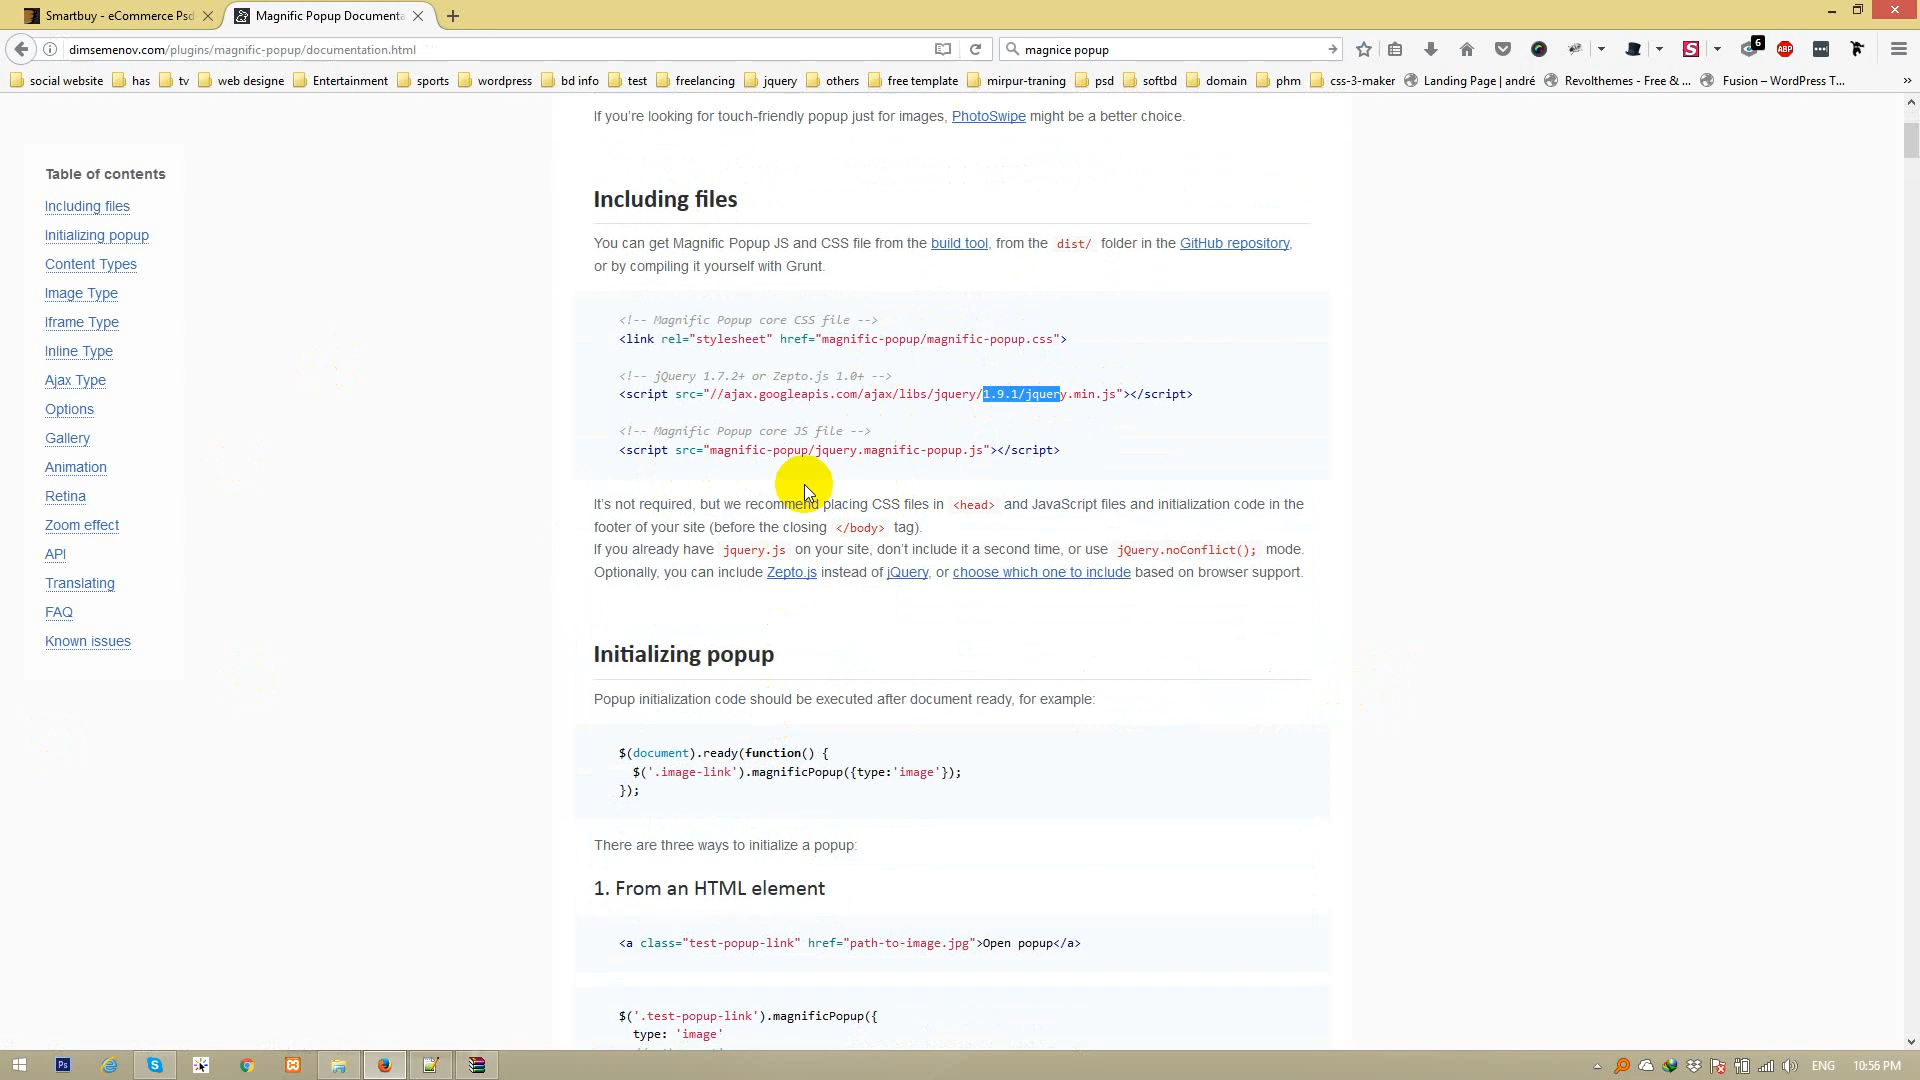 Smartbuy - eCommerce Psd
Magnific Popup Documenta
dimsemenov.com/plugins/magnific-popup/documentation.html
magnice popup
6
ABP
social website
has
tv
web designe
Entertainment
sports
wordpress
bd info
test
freelancing
jquery
others
free template
mirpur-traning
psd
softbd
domain
phm
css-3-maker
Landing Page | andré
Revolthemes - Free & ...
Fusion – WordPress T...
Table of contents
Including files
Initializing popup
Content Types
Image Type
Iframe Type
Inline Type
Ajax Type
Options
Gallery
Animation
Retina
Zoom effect
API
Translating
FAQ
Known issues
If you're looking for touch-friendly popup just for images, PhotoSwipe might be a better choice.
Including files
You can get Magnific Popup JS and CSS file from the build tool, from the dist/ folder in the GitHub repository,
or by compiling it yourself with Grunt.
<!-- Magnific Popup core CSS file -->
<link rel="stylesheet" href="magnific-popup/magnific-popup.css">
<!-- jQuery 1.7.2+ or Zepto.js 1.0+ -->
<script src="//ajax.googleapis.com/ajax/libs/jquery/1.9.1/jquery.min.js"></script>
<!-- Magnific Popup core JS file -->
<script src="magnific-popup/jquery.magnific-popup.js"></script>
It's not required, but we recommend placing CSS files in <head> and JavaScript files and initialization code in the
footer of your site (before the closing </body> tag).
If you already have jquery.js on your site, don't include it a second time, or use jQuery.noConflict(); mode.
Optionally, you can include Zepto.js instead of jQuery, or choose which one to include based on browser support.
Initializing popup
Popup initialization code should be executed after document ready, for example:
$(document).ready(function() {
$('.image-link').magnificPopup({type:'image'});
});
There are three ways to initialize a popup:
1. From an HTML element
<a class="test-popup-link" href="path-to-image.jpg">Open popup</a>
$('.test-popup-link').magnificPopup({
type: 'image'
Ps
ENG
10:56 PM